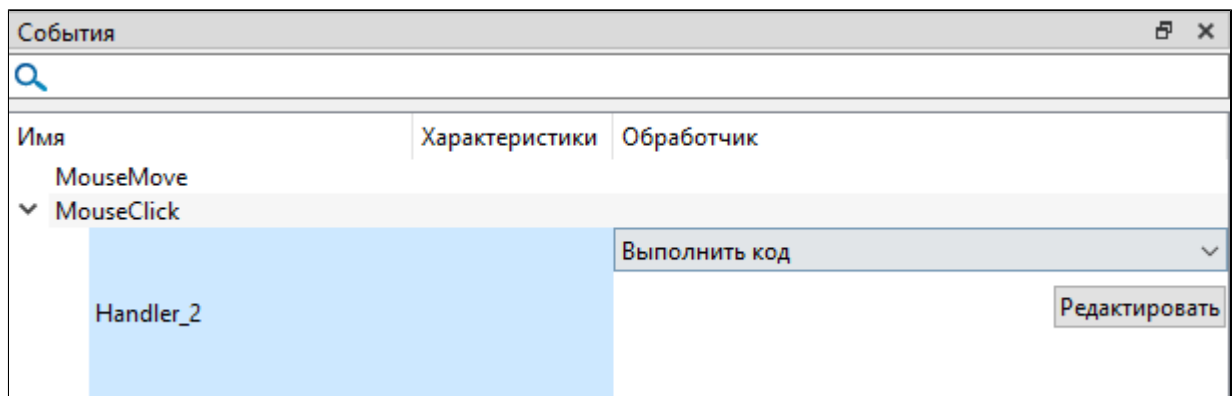 События
Имя Характеристики Обработчик
MouseMove
MouseClick
Выполнить код
Handler_2 Редактировать